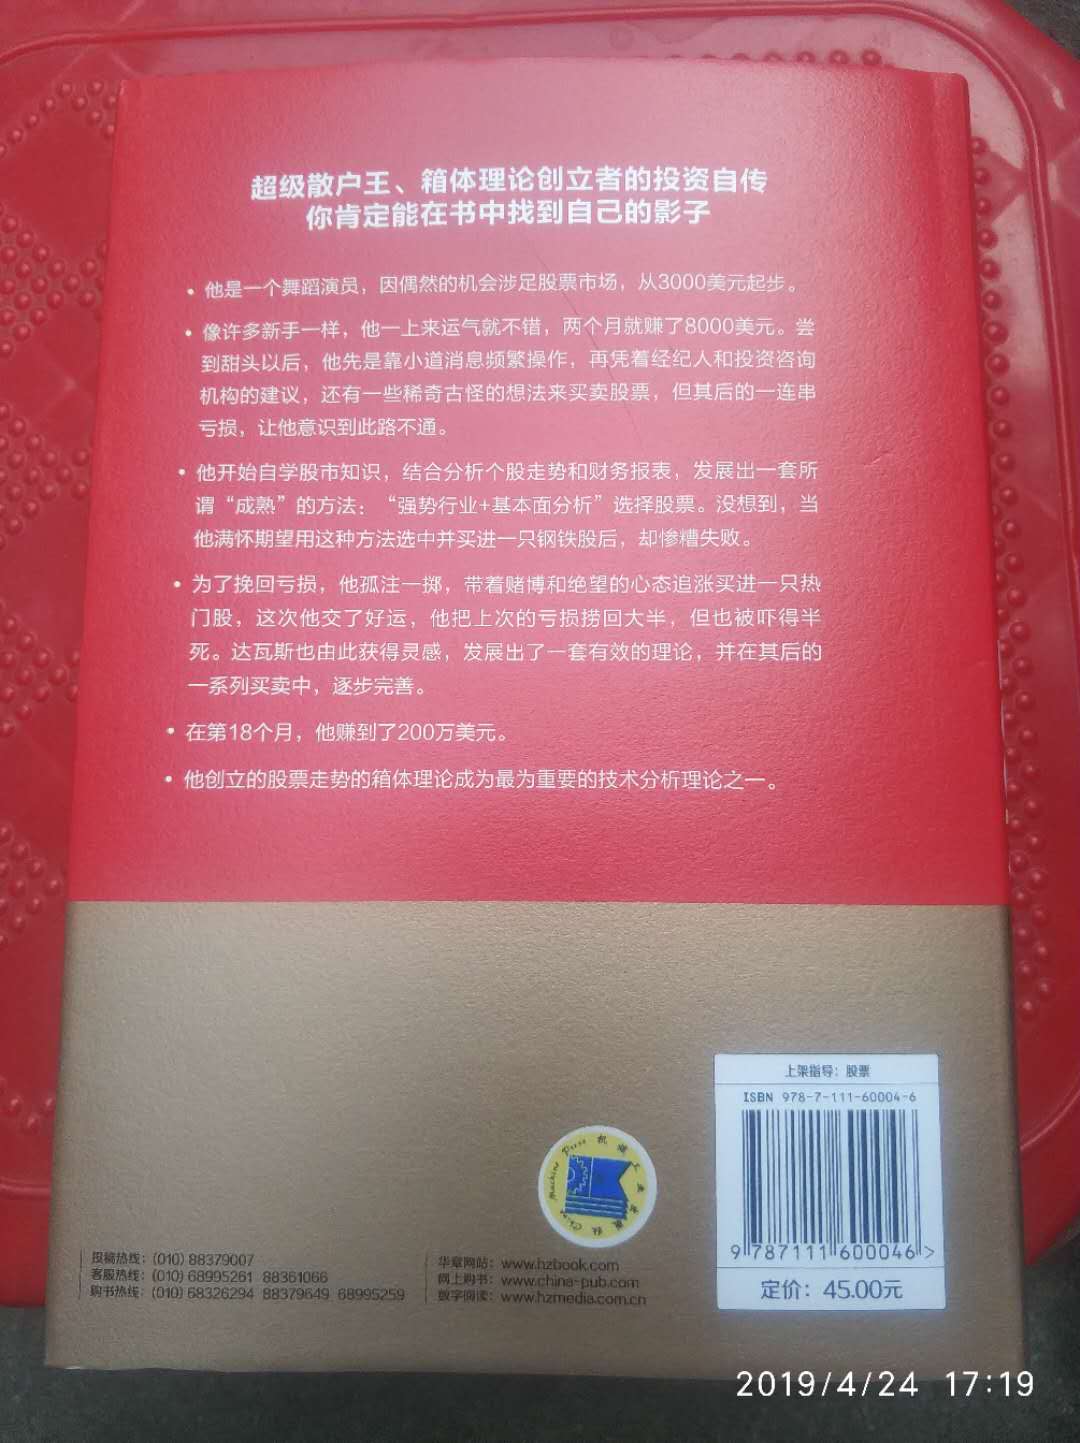 超级散户王、箱体理论创立者的投资自传
你肯定能在书中找到自己的影子
• 他是一个舞蹈演员，因偶然的机会涉足股票市场，从3000美元起步。
• 像许多新手一样，他一上来运气就不错，两个月就赚了8000美元。尝
到甜头以后，他先是靠小道消息频繁操作，再凭着经纪人和投资咨询
机构的建议，还有一些稀奇古怪的想法来买卖股票，但其后的一连串
亏损，让他意识到此路不通。
• 他开始自学股市知识，结合分析个股走势和财务报表，发展出一套所
谓“成熟”的方法：“强势行业+基本面分析”选择股票。没想到，当
他满怀期望用这种方法选中并买进一只钢铁股后，却惨糟失败。
• 为了挽回亏损，他孤注一掷，带着赌博和绝望的心态追涨买进一只热
门股，这次他交了好运，他把上次的亏损捞回大半，但也被吓得半
死。达瓦斯也由此获得灵感，发展出了一套有效的理论，并在其后的
一系列买卖中，逐步完善。
• 在第18个月，他赚到了200万美元。
• 他创立的股票走势的箱体理论成为最为重要的技术分析理论之一。
上架指导：股票
ISBN 978-7-111-60004-6
9 787111 600046 >
定价：45.00元
机械工业出版社
China Machine Press
投稿热线：(010) 88379007
客服热线：(010) 68995261 88361066
购书热线：(010) 68326294 88379649 68995259
华章网站：www.hzbook.com
网上购书：www.china-pub.com
数字阅读：www.hzmedia.com.cn
2019/4/24 17:19